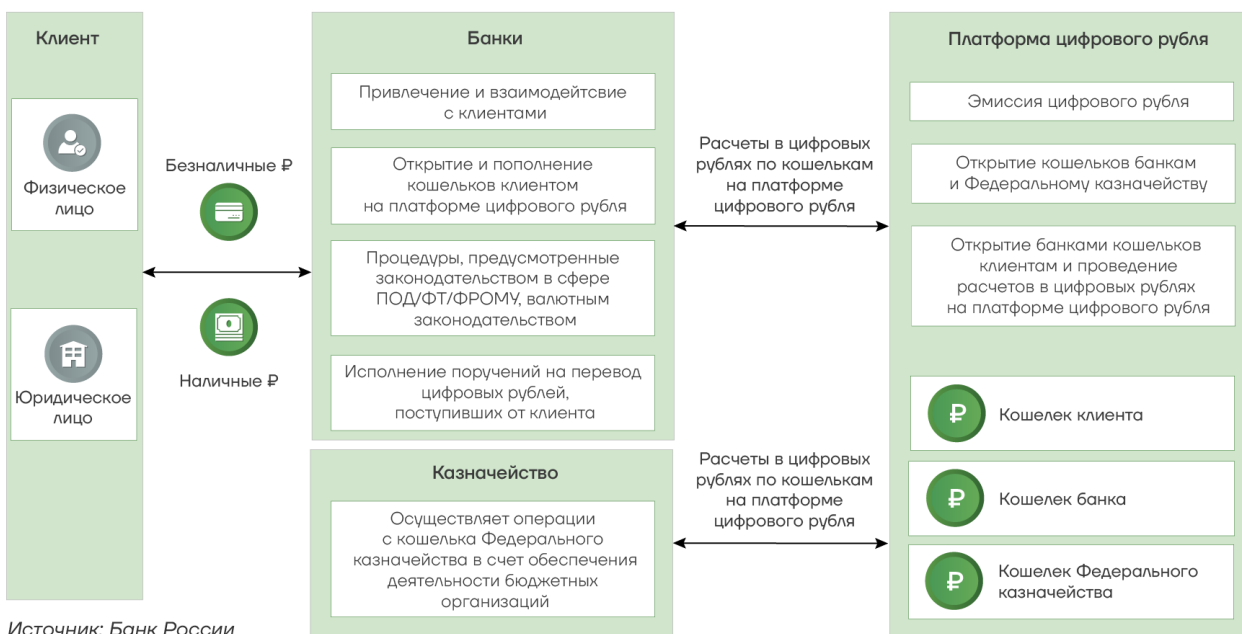 Клиент
Физическое
лицо
Юридическое
лицо
Безналичные ₽
Наличные ₽
Банки
Привлечение и взаимодейтсвие
с клиентами
Открытие и пополнение
кошельков клиентом
на платформе цифрового рубля
Процедуры, предусмотренные
законодательством в сфере
ПОД/ФТ/ФРОМУ, валютным
законодательством
Исполнение поручений на перевод
цифровых рублей,
поступивших от клиента
Казначейство
Осуществляет операции
с кошелька Федерального
казначейства в счет обеспечения
деятельности бюджетных
организаций
Расчеты в цифровых
рублях по кошелькам
на платформе
цифрового рубля
Расчеты в цифровых
рублях по кошелькам
на платформе
цифрового рубля
Платформа цифрового рубля
Эмиссия цифрового рубля
Открытие кошельков банкам
и Федеральному казначейству
Открытие банками кошельков
клиентам и проведение
расчетов в цифровых рублях
на платформе цифрового рубля
₽ Кошелек клиента
₽ Кошелек банка
₽ Кошелек Федерального
казначейства
Источник: Банк России